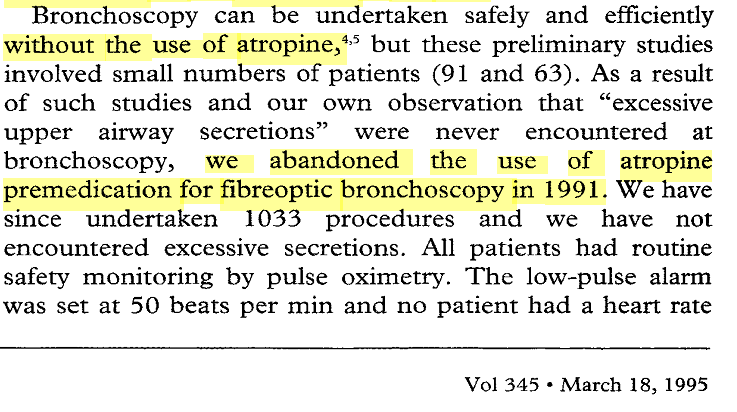 Bronchoscopy can be undertaken safely and efficiently
without the use of atropine,4,5 but these preliminary studies
involved small numbers of patients (91 and 63). As a result
of such studies and our own observation that “excessive
upper airway secretions” were never encountered at
bronchoscopy, we abandoned the use of atropine
premedication for fibreoptic bronchoscopy in 1991. We have
since undertaken 1033 procedures and we have not
encountered excessive secretions. All patients had routine
safety monitoring by pulse oximetry. The low-pulse alarm
was set at 50 beats per min and no patient had a heart rate
Vol 345 • March 18, 1995